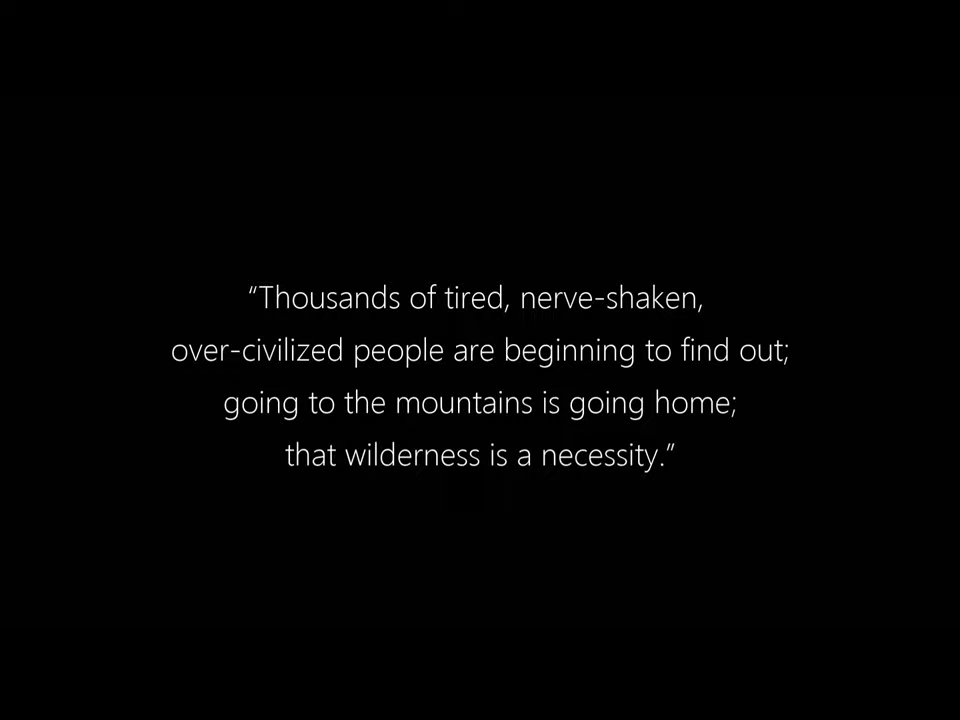 “Thousands of tired, nerve-shaken,
over-civilized people are beginning to find out;
going to the mountains is going home;
that wilderness is a necessity.”